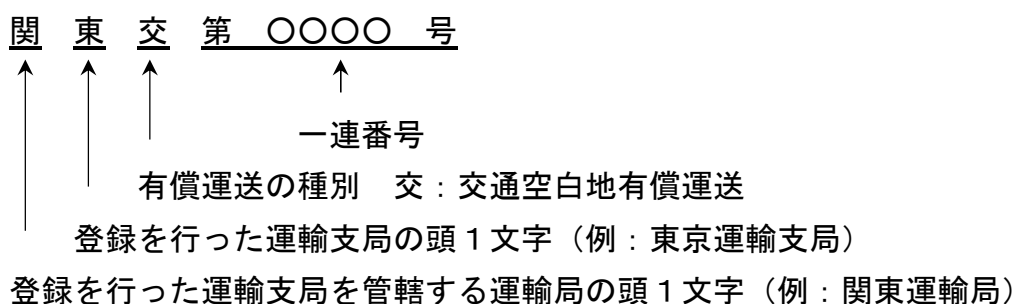 関　東　交　第　〇〇〇〇　号
一連番号
有償運送の種別　交：交通空白地有償運送
登録を行った運輸支局の頭１文字（例：東京運輸支局）
登録を行った運輸支局を管轄する運輸局の頭１文字（例：関東運輸局）